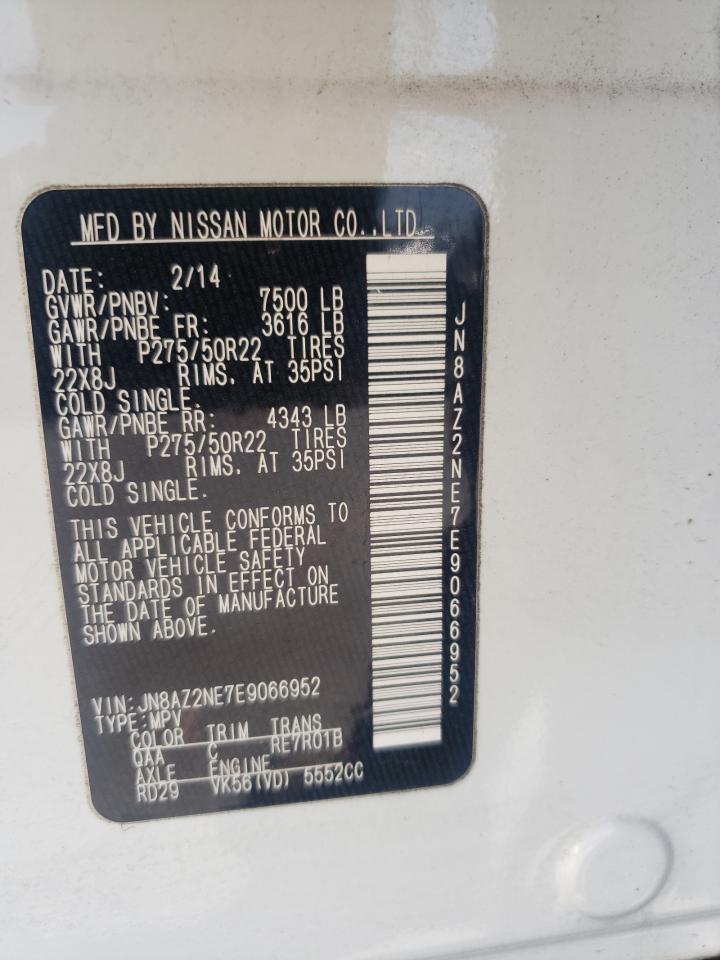 MFD BY NISSAN MOTOR CO.,LTD.
DATE: 2/14
GVWR/PNBV: 7500 LB
GAWR/PNBE FR: 3616 LB
WITH P275/50R22 TIRES
22X8J RIMS, AT 35PSI
COLD SINGLE.
GAWR/PNBE RR: 4343 LB
WITH P275/50R22 TIRES
22X8J RIMS, AT 35PSI
COLD SINGLE.
THIS VEHICLE CONFORMS TO
ALL APPLICABLE FEDERAL
MOTOR VEHICLE SAFETY
STANDARDS IN EFFECT ON
THE DATE OF MANUFACTURE
SHOWN ABOVE.
VIN:JN8AZ2NE7E9066952
TYPE:MPV
COLOR TRIM TRANS
QAA C RE7R01B
AXLE ENGINE
RD29 VK56(VD) 5552CC
JN8AZ2NE7E9066952